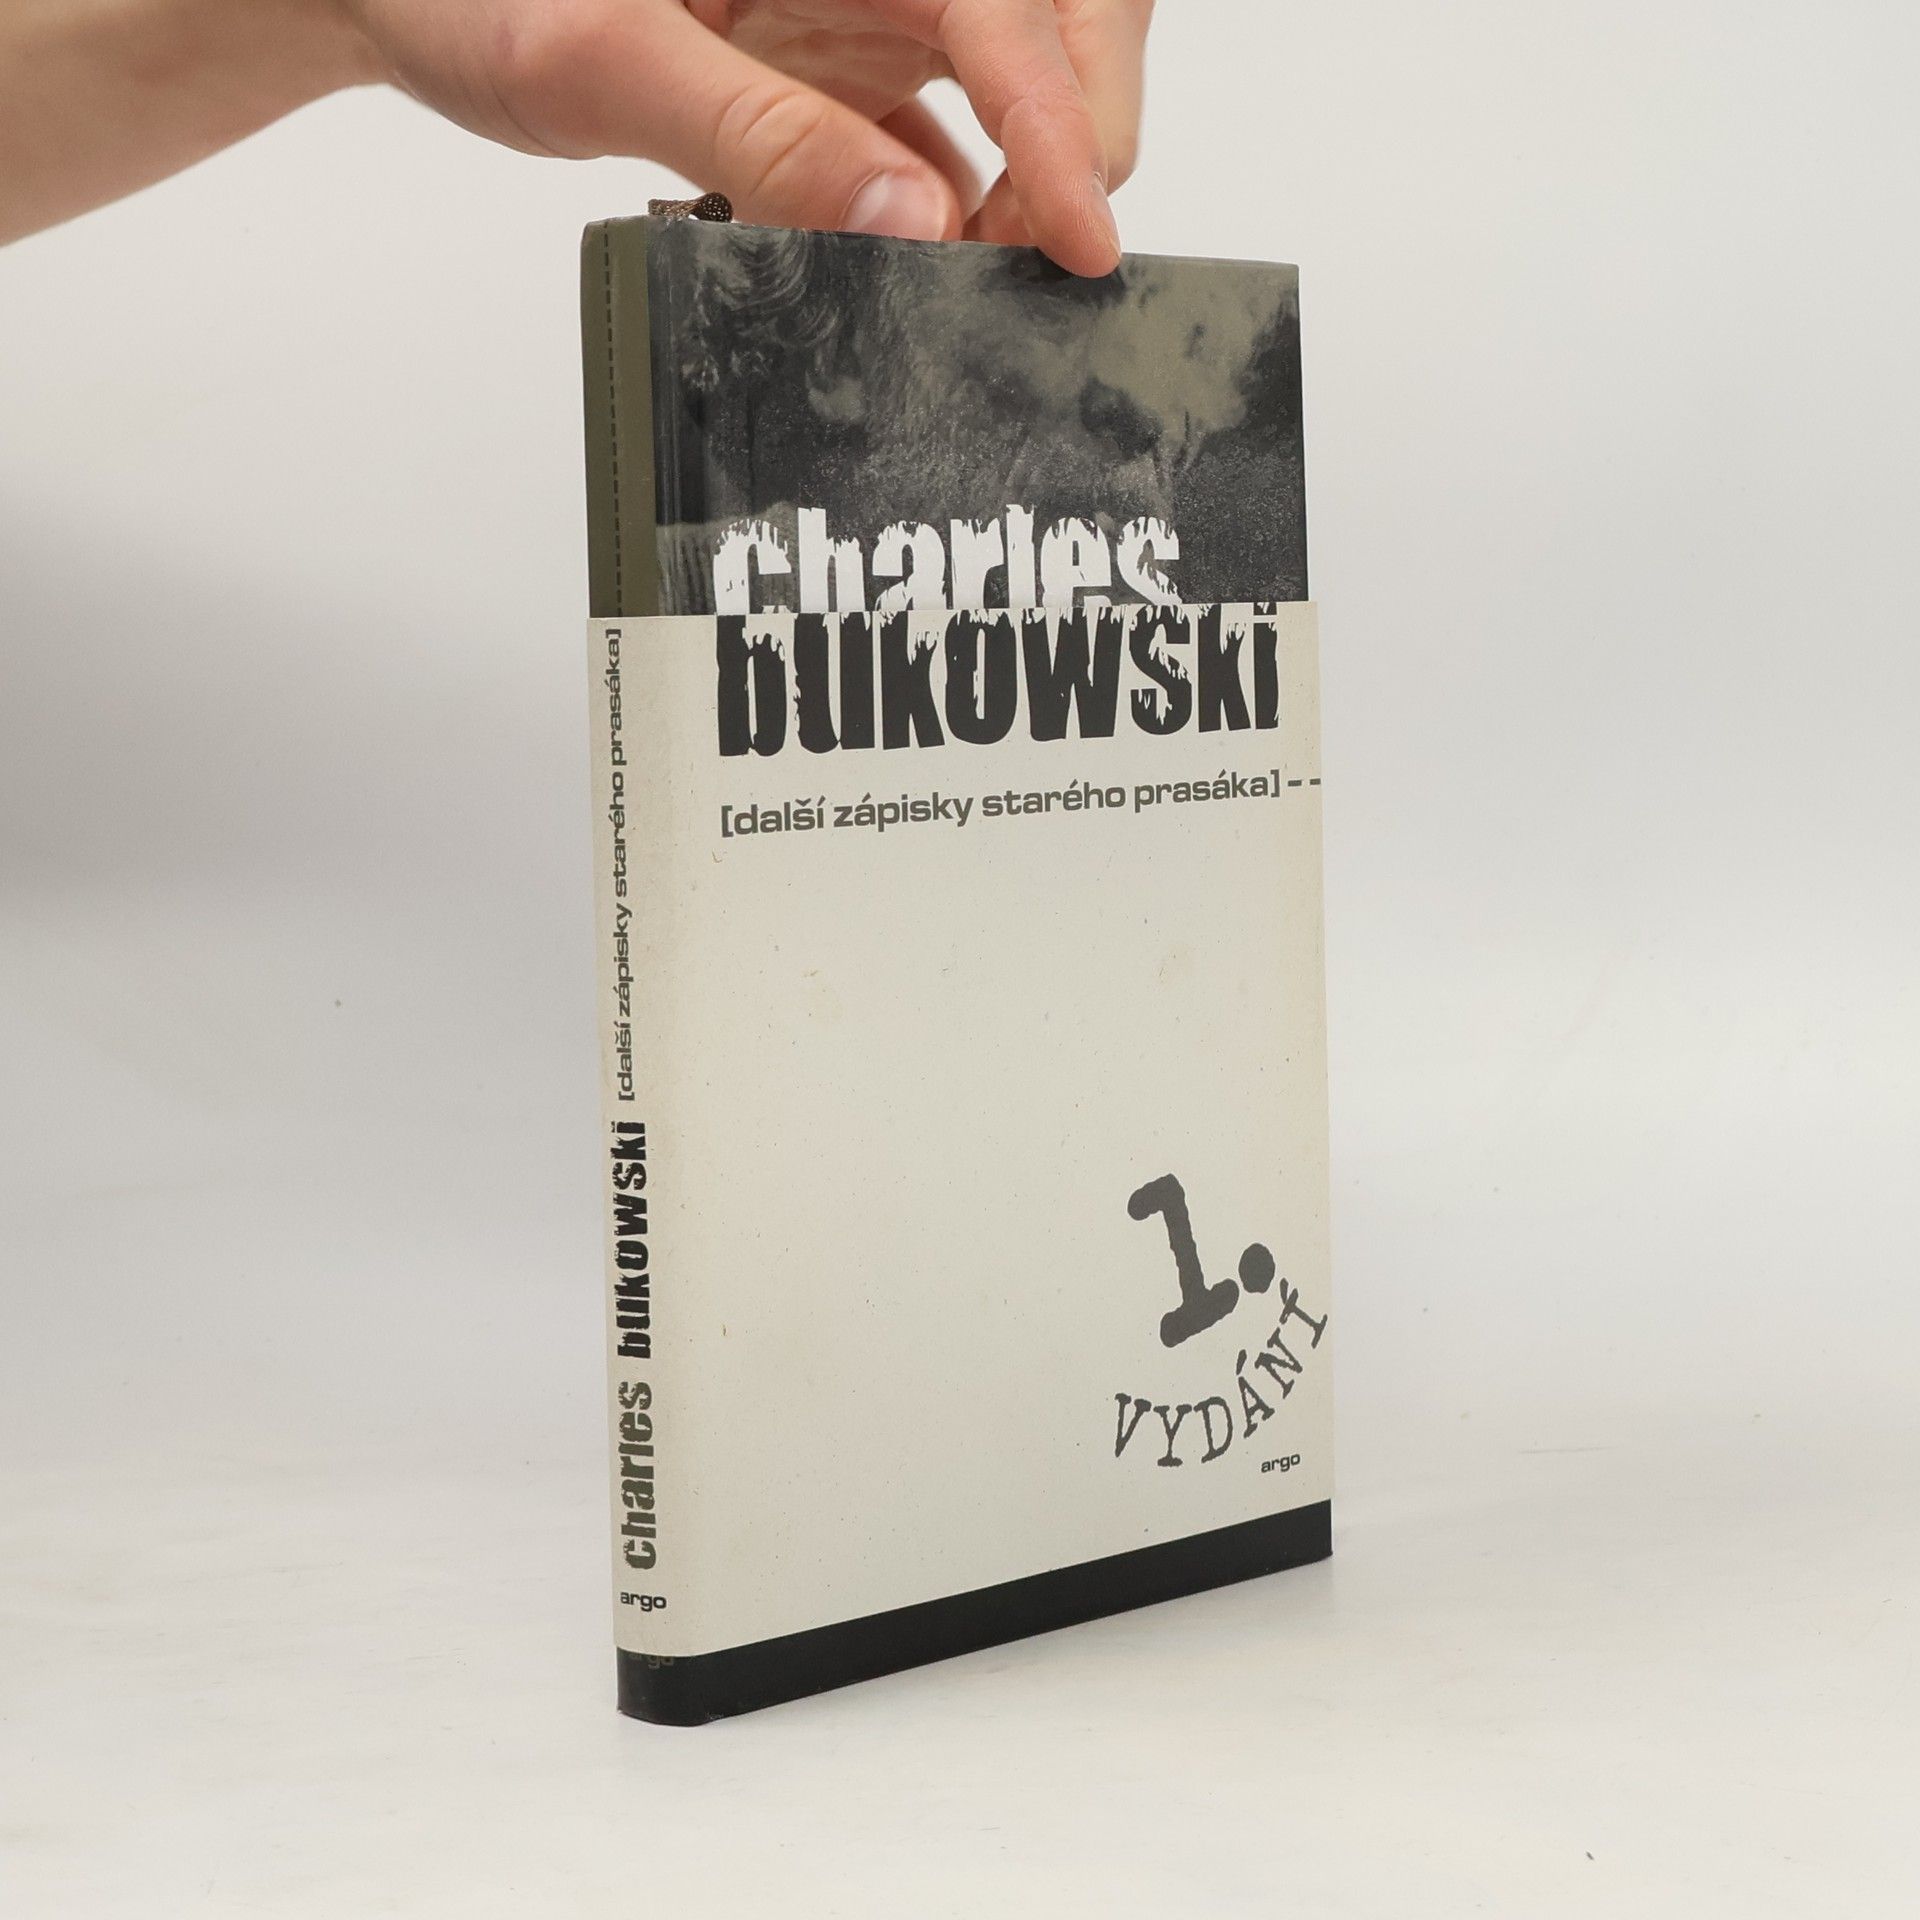 charles
bukowski
[další zápisky starého prasáka] - -
1.
VYDÁNÍ
argo
charles bukowski [další zápisky starého prasáka]
argo
argo